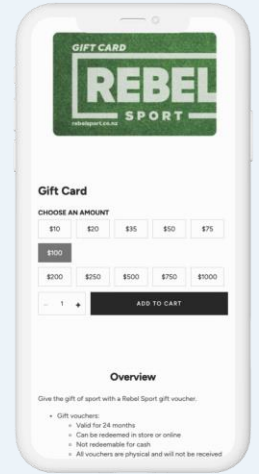 GIFT CARD
REBEL
SPORT
rebelsport.co.nz
Gift Card
CHOOSE AN AMOUNT
$10 $20 $35 $50 $75
$100
$200 $250 $500 $750 $1000
- 1 + ADD TO CART
Overview
Give the gift of sport with a Rebel Sport gift voucher.
• Gift vouchers:
○ Valid for 24 months
○ Can be redeemed in store or online
○ Not redeemable for cash
○ All vouchers are physical and will not be received